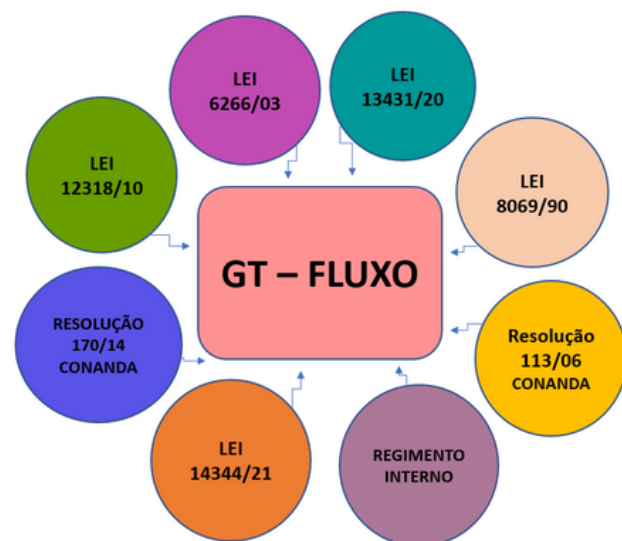 LEI
6266/03
LEI
13431/20
LEI
12318/10
LEI
8069/90
GT – FLUXO
RESOLUÇÃO
170/14
CONANDA
Resolução
113/06
CONANDA
LEI
14344/21
REGIMENTO
INTERNO